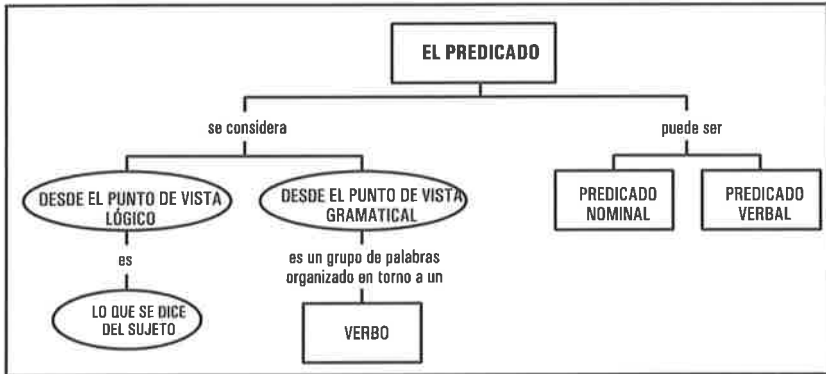 EL PREDICADO
se considera
puede ser
DESDE EL PUNTO DE VISTA
LÓGICO
DESDE EL PUNTO DE VISTA
GRAMATICAL
PREDICADO
NOMINAL
PREDICADO
VERBAL
es
es un grupo de palabras
organizado en torno a un
LO QUE SE DICE
DEL SUJETO
VERBO